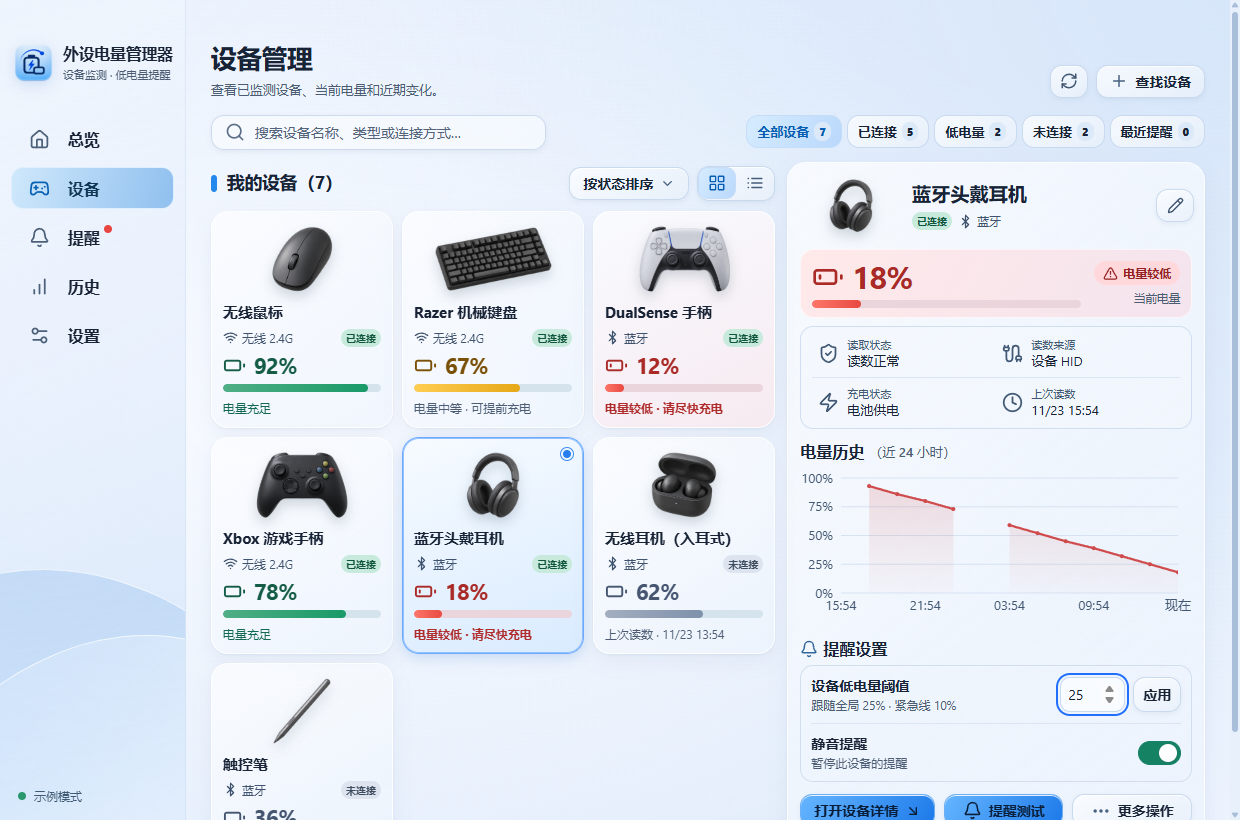 外设电量管理器
设备监测 · 低电量提醒
总览
设备
提醒
历史
设置
示例模式
设备管理
查看已监测设备、当前电量和近期变化。
查找设备
搜索设备名称、类型或连接方式...
全部设备 7
已连接 5
低电量 2
未连接 2
最近提醒 0
我的设备（7）
按状态排序
无线鼠标
无线 2.4G
已连接
92%
电量充足
Razer 机械键盘
无线 2.4G
已连接
67%
电量中等 · 可提前充电
DualSense 手柄
蓝牙
已连接
12%
电量较低 · 请尽快充电
Xbox 游戏手柄
无线 2.4G
已连接
78%
电量充足
蓝牙头戴耳机
蓝牙
已连接
18%
电量较低 · 请尽快充电
无线耳机（入耳式）
蓝牙
未连接
62%
上次读数 · 11/23 13:54
触控笔
蓝牙
未连接
36%
蓝牙头戴耳机
已连接
蓝牙
18%
电量较低
当前电量
读取状态
读数正常
读数来源
设备 HID
充电状态
电池供电
上次读数
11/23 15:54
电量历史（近 24 小时）
100%
75%
50%
25%
0%
15:54
21:54
03:54
09:54
现在
提醒设置
设备低电量阈值
跟随全局 25% · 紧急线 10%
25
应用
静音提醒
暂停此设备的提醒
打开设备详情
提醒测试
更多操作